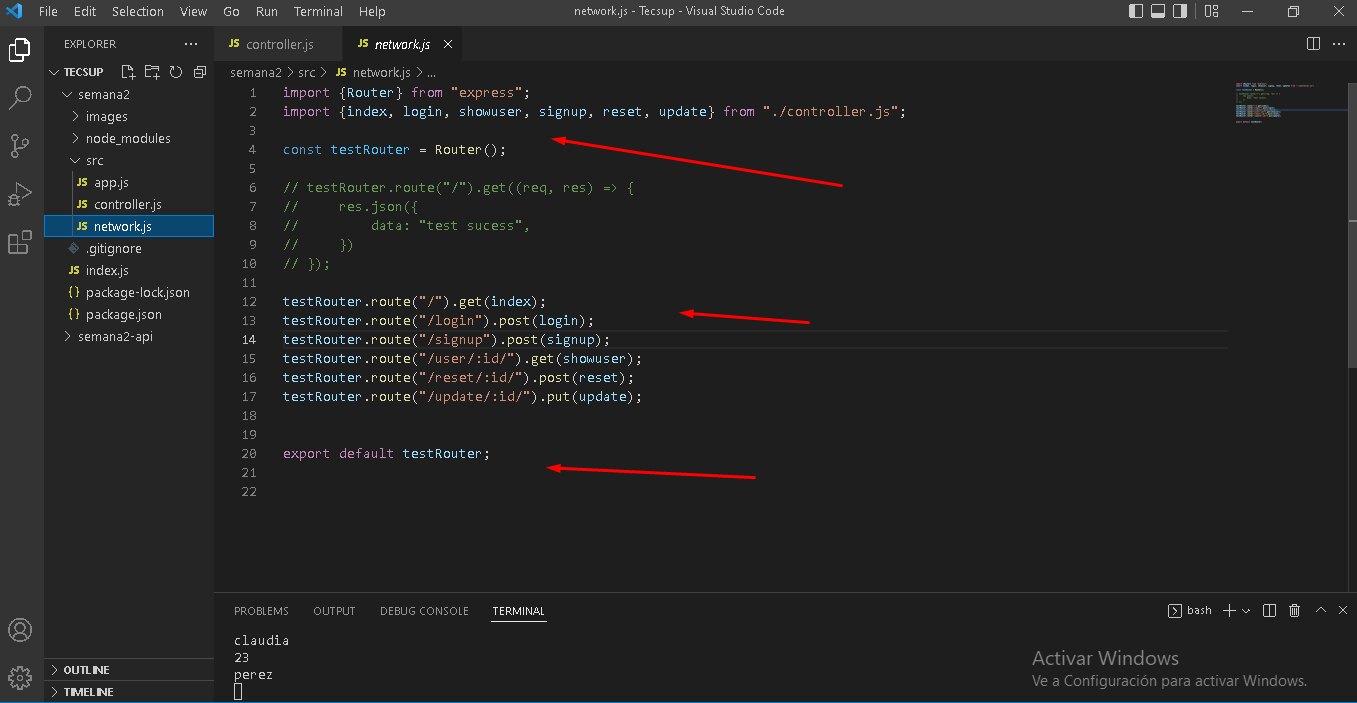 File Edit Selection View Go Run Terminal Help network.js - Tecsup - Visual Studio Code
EXPLORER ...
JS controller.js JS network.js
TECSUP
semana2 > src > JS network.js > ...
semana2
images
node_modules
src
JS app.js
JS controller.js
JS network.js
.gitignore
JS index.js
{} package-lock.json
{} package.json
semana2-api
1 import {Router} from "express";
2 import {index, login, showuser, signup, reset, update} from "./controller.js";
3
4 const testRouter = Router();
5
6 // testRouter.route("/").get((req, res) => {
7 //     res.json({
8 //         data: "test sucess",
9 //     })
10 // });
11
12 testRouter.route("/").get(index);
13 testRouter.route("/login").post(login);
14 testRouter.route("/signup").post(signup);
15 testRouter.route("/user/:id/").get(showuser);
16 testRouter.route("/reset/:id/").post(reset);
17 testRouter.route("/update/:id/").put(update);
18
19
20 export default testRouter;
21
22
PROBLEMS OUTPUT DEBUG CONSOLE TERMINAL bash
claudia
23
perez
OUTLINE
TIMELINE
Activar Windows
Ve a Configuración para activar Windows.